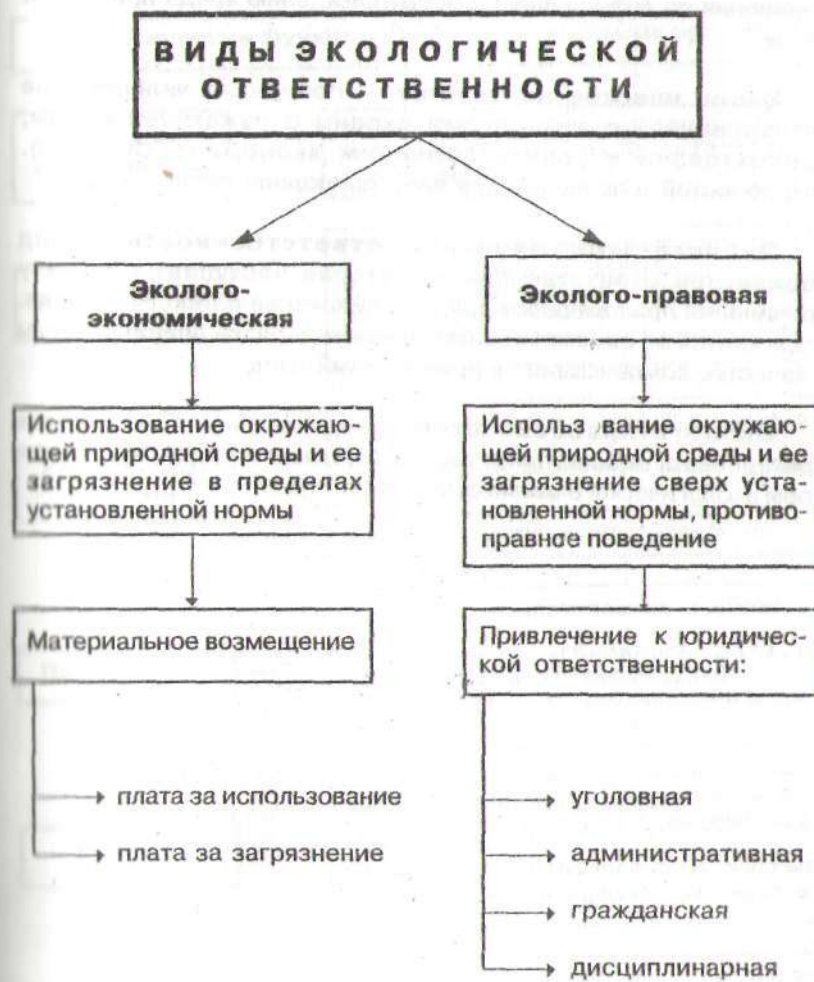 ВИДЫ ЭКОЛОГИЧЕСКОЙ
ОТВЕТСТВЕННОСТИ
Эколого-
экономическая
Использование окружаю-
щей природной среды и ее
загрязнение в пределах
установленной нормы
Материальное возмещение
плата за использование
плата за загрязнение
Эколого-правовая
Использ вание окружаю-
щей природной среды и ее
загрязнение сверх уста-
новленной нормы, противо-
правное поведение
Привлечение к юридичес-
кой ответственности:
уголовная
административная
гражданская
дисциплинарная